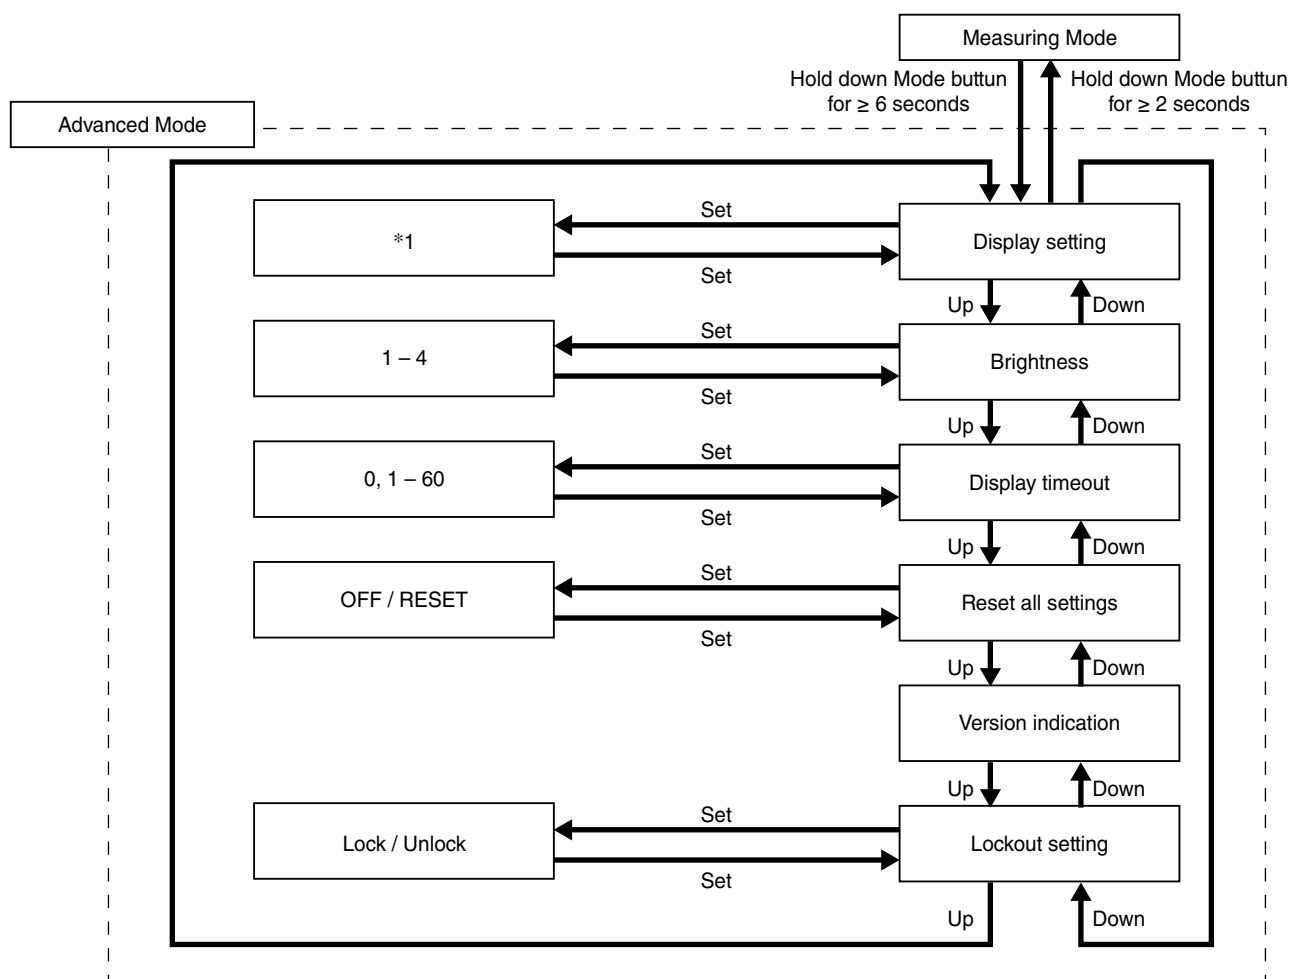 Measuring Mode
Hold down Mode buttun
for ≥ 6 seconds
Hold down Mode buttun
for ≥ 2 seconds
Advanced Mode
*1
Set
Set
Display setting
Up
Down
1 – 4
Set
Set
Brightness
Up
Down
0, 1 – 60
Set
Set
Display timeout
Up
Down
OFF / RESET
Set
Set
Reset all settings
Up
Down
Version indication
Up
Down
Lock / Unlock
Set
Set
Lockout setting
Up
Down